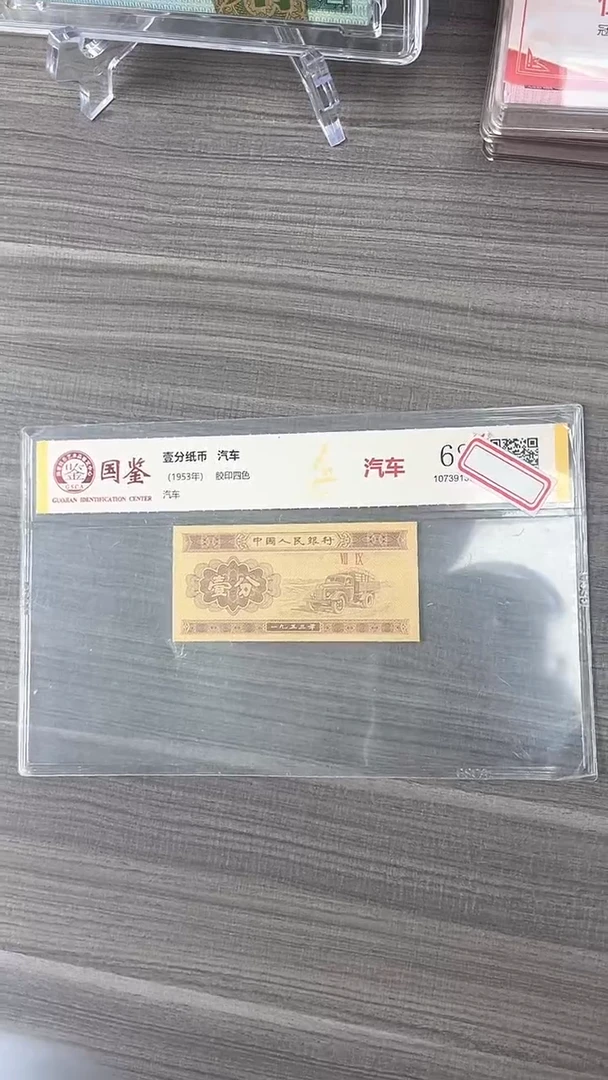 国鉴
GUOJIAN IDENTIFICATION CENTER
GSCA
壹分纸币 汽车
(1953年) 胶印四色
汽车
汽车
中国人民银行
VII IX
壹分
一九五三年